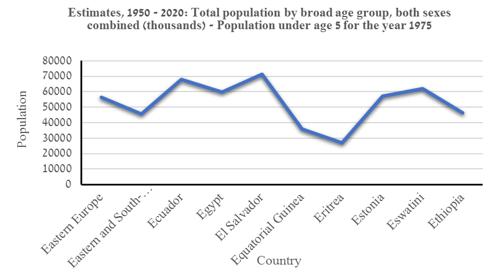 Estimates, 1950 - 2020: Total population by broad age group, both sexes
combined (thousands) - Population under age 5 for the year 1975
Population
80000
70000
60000
50000
40000
30000
20000
10000
0
Eastern Europe
Eastern and South-…
Ecuador
Egypt
El Salvador
Equatorial Guinea
Eritrea
Estonia
Eswatini
Ethiopia
Country